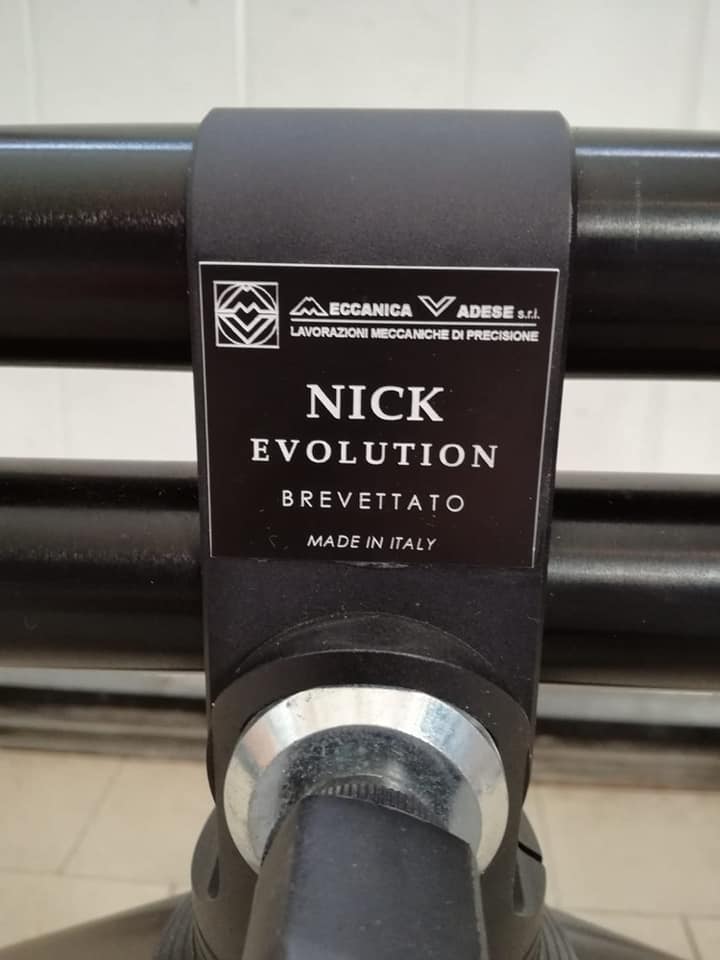 MECCANICA VADESE s.r.l.
LAVORAZIONI MECCANICHE DI PRECISIONE
NICK
EVOLUTION
BREVETTATO
MADE IN ITALY